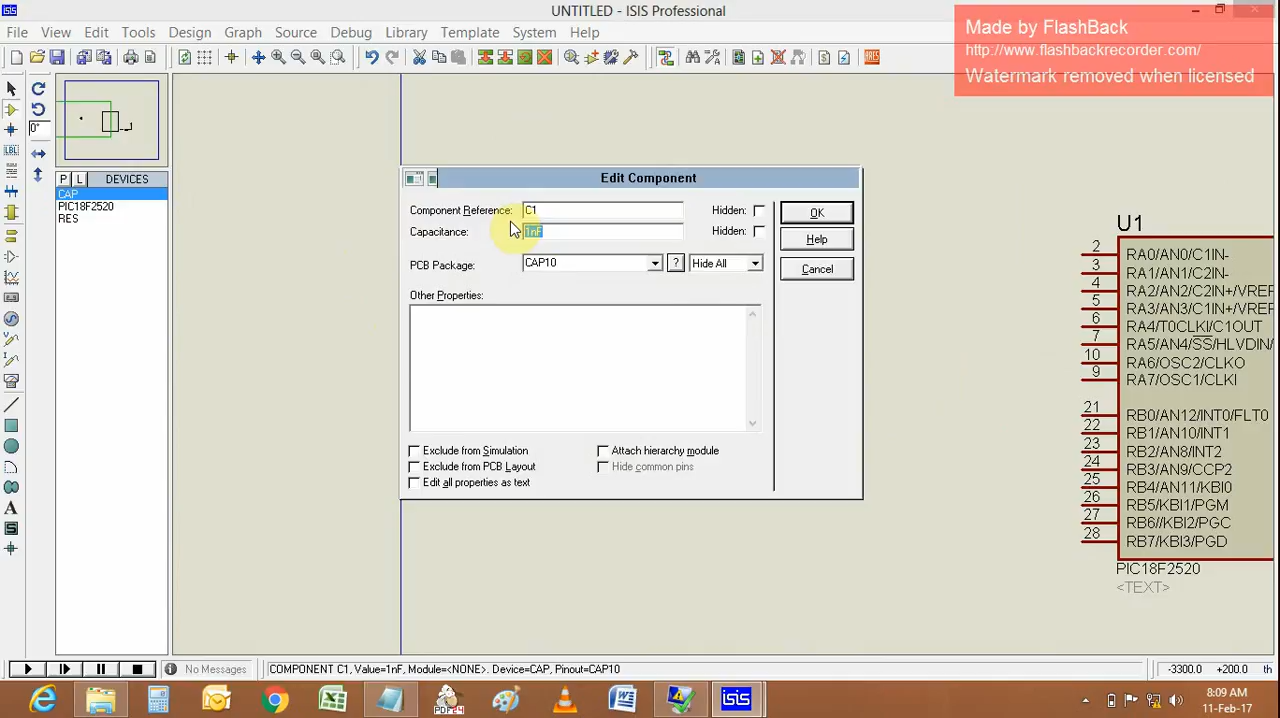 UNTITLED - ISIS Professional
File View Edit Tools Design Graph Source Debug Library Template System Help
Made by FlashBack
http://www.flashbackrecorder.com/
Watermark removed when licensed
ARES
0°
LBL
P L DEVICES
CAP
PIC18F2520
RES
Edit Component
Component Reference: C1 Hidden: OK
Capacitance: 1nF Hidden: Help
PCB Package: CAP10 ? Hide All Cancel
Other Properties:
Exclude from Simulation Attach hierarchy module
Exclude from PCB Layout Hide common pins
Edit all properties as text
U1
2 RA0/AN0/C1IN-
3 RA1/AN1/C2IN-
4 RA2/AN2/C2IN+/VREF
5 RA3/AN3/C1IN+/VREF
6 RA4/T0CLKI/C1OUT
7 RA5/AN4/SS/HLVDIN/
10 RA6/OSC2/CLKO
9 RA7/OSC1/CLKI
21 RB0/AN12/INT0/FLT0
22 RB1/AN10/INT1
23 RB2/AN8/INT2
24 RB3/AN9/CCP2
25 RB4/AN11/KBI0
26 RB5/KBI1/PGM
27 RB6//KBI2/PGC
28 RB7/KBI3/PGD
PIC18F2520
<TEXT>
A
S
No Messages COMPONENT C1, Value=1nF, Module=<NONE>. Device=CAP, Pinout=CAP10 -3300.0 +200.0 th
PDF24 isis 8:09 AM
11-Feb-17